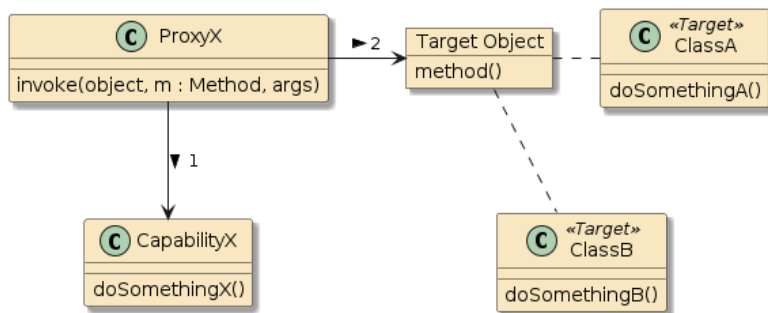 C ProxyX
invoke(object, m : Method, args)
2
Target Object
method()
C «Target»
ClassA
doSomethingA()
1
C CapabilityX
doSomethingX()
C «Target»
ClassB
doSomethingB()